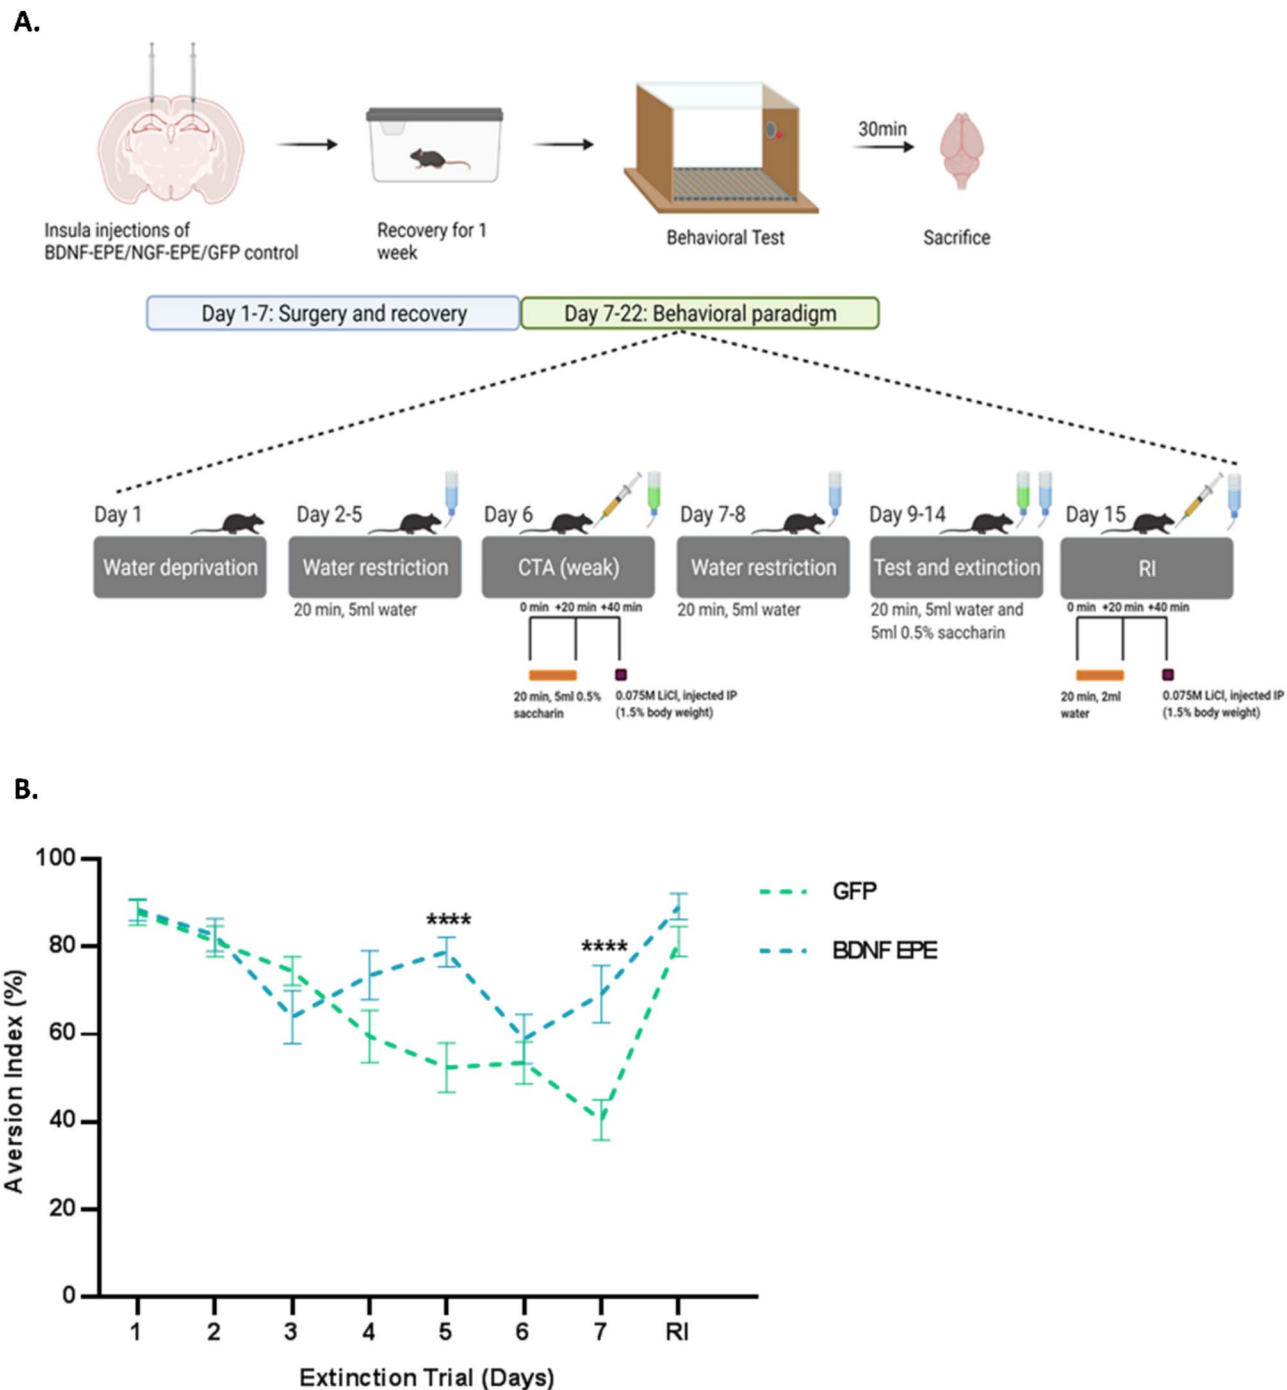 A.
30min
Insula injections of
BDNF-EPE/NGF-EPE/GFP control
Recovery for 1
week
Behavioral Test
Sacrifice
Day 1-7: Surgery and recovery
Day 7-22: Behavioral paradigm
Day 1
Day 2-5
Day 6
Day 7-8
Day 9-14
Day 15
Water deprivation
Water restriction
CTA (weak)
Water restriction
Test and extinction
RI
20 min, 5ml water
0 min +20 min +40 min
20 min, 5ml 0.5%
saccharin
0.075M LiCl, injected IP
(1.5% body weight)
20 min, 5ml water
20 min, 5ml water and
5ml 0.5% saccharin
0 min +20 min +40 min
20 min, 2ml
water
0.075M LiCl, injected IP
(1.5% body weight)
B.
Aversion Index (%)
100
80
60
40
20
0
****
****
GFP
BDNF EPE
1 2 3 4 5 6 7 RI
Extinction Trial (Days)